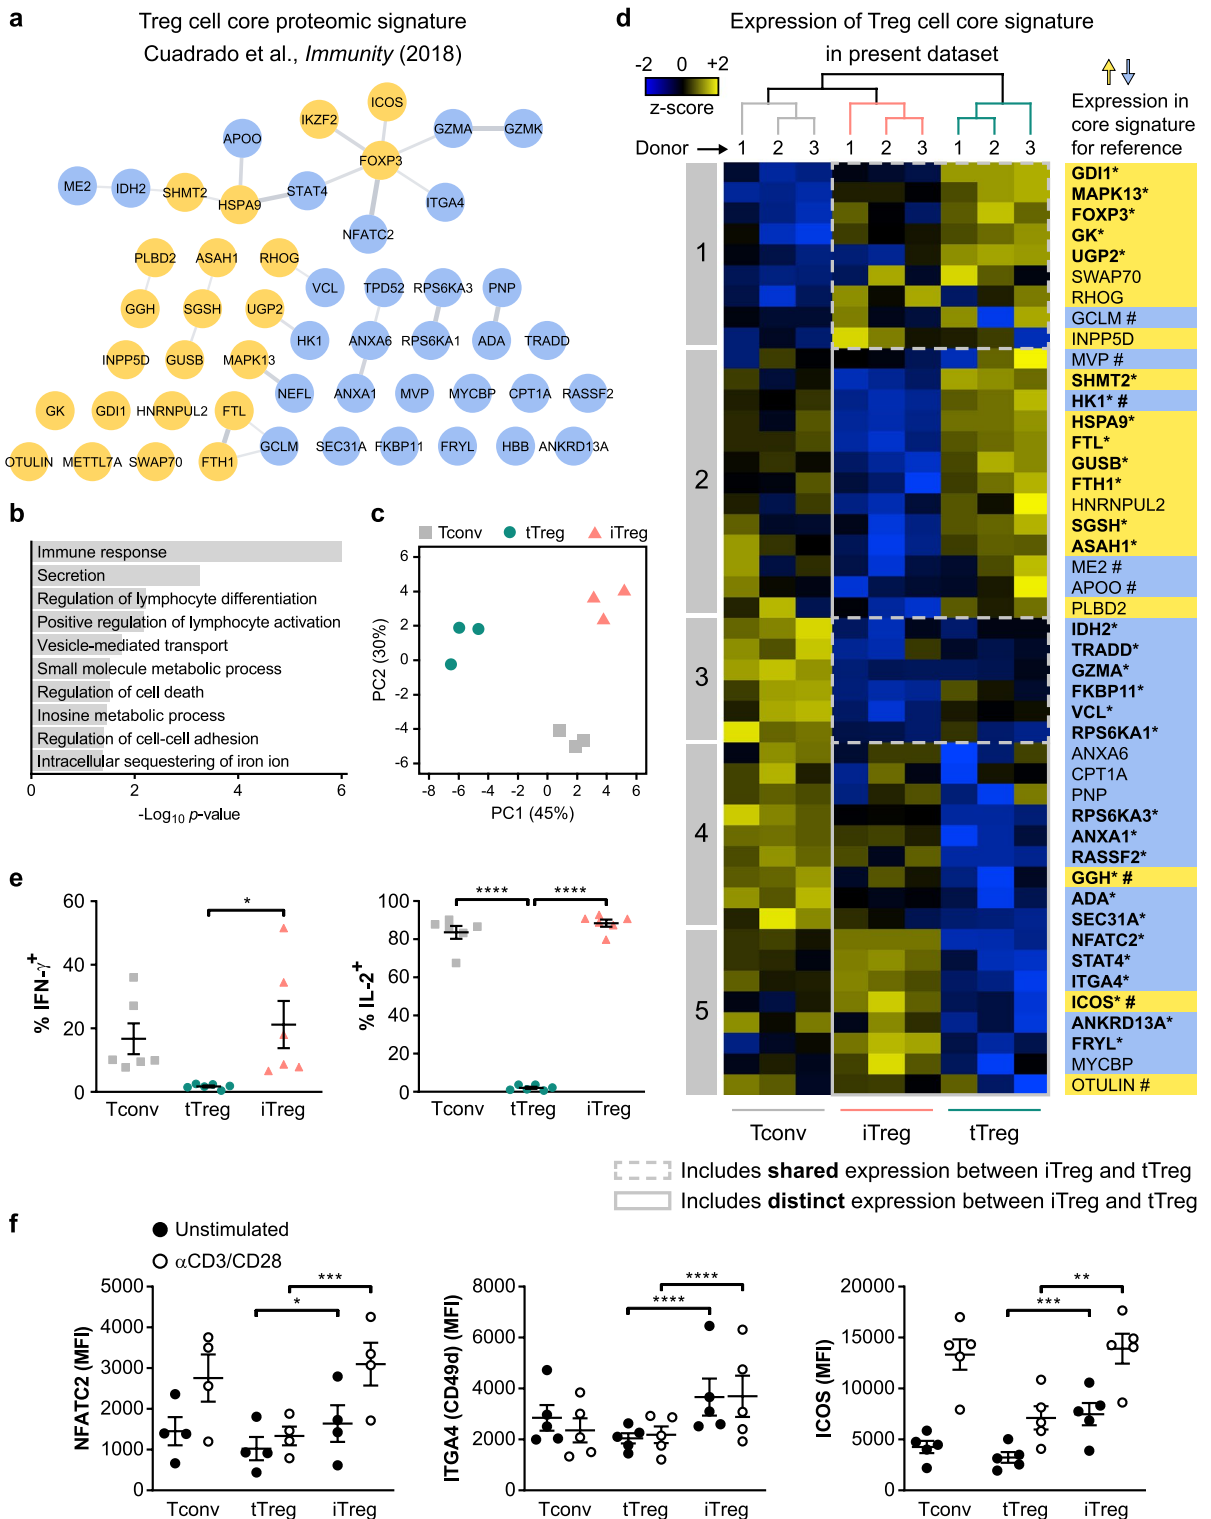 a
Treg cell core proteomic signature
Cuadrado et al., Immunity (2018)
ICOS
IKZF2
GZMA
GZMK
APOO
FOXP3
ME2
IDH2
SHMT2
HSPA9
STAT4
ITGA4
NFATC2
PLBD2
ASAH1
RHOG
VCL
TPD52
RPS6KA3
PNP
GGH
SGSH
UGP2
HK1
ANXA6
RPS6KA1
ADA
TRADD
INPP5D
GUSB
MAPK13
NEFL
ANXA1
MVP
MYCBP
CPT1A
RASSF2
GK
GDI1
HNRNPUL2
FTL
GCLM
SEC31A
FKBP11
FRYL
HBB
ANKRD13A
OTULIN
METTL7A
SWAP70
FTH1
b
Immune response
Secretion
Regulation of lymphocyte differentiation
Positive regulation of lymphocyte activation
Vesicle-mediated transport
Small molecule metabolic process
Regulation of cell death
Inosine metabolic process
Regulation of cell-cell adhesion
Intracellular sequestering of iron ion
0 2 4 6
-Log10 p-value
c
Tconv tTreg iTreg
6
4
2
0
-2
-4
-6
PC2 (30%)
-8 -6 -4 -2 0 2 4 6
PC1 (45%)
d
Expression of Treg cell core signature
in present dataset
-2 0 +2
z-score
Expression in
core signature
for reference
Donor 1 2 3 1 2 3 1 2 3
1
2
3
4
5
GDI1*
MAPK13*
FOXP3*
GK*
UGP2*
SWAP70
RHOG
GCLM #
INPP5D
MVP #
SHMT2*
HK1* #
HSPA9*
FTL*
GUSB*
FTH1*
HNRNPUL2
SGSH*
ASAH1*
ME2 #
APOO #
PLBD2
IDH2*
TRADD*
GZMA*
FKBP11*
VCL*
RPS6KA1*
ANXA6
CPT1A
PNP
RPS6KA3*
ANXA1*
RASSF2*
GGH* #
ADA*
SEC31A*
NFATC2*
STAT4*
ITGA4*
ICOS* #
ANKRD13A*
FRYL*
MYCBP
OTULIN #
Tconv iTreg tTreg
Includes shared expression between iTreg and tTreg
Includes distinct expression between iTreg and tTreg
e
% IFN-γ+
60
40
20
0
*
Tconv tTreg iTreg
% IL-2+
100
80
60
40
20
0
**** ****
Tconv tTreg iTreg
f
Unstimulated
αCD3/CD28
NFATC2 (MFI)
5000
4000
3000
2000
1000
0
***
*
Tconv tTreg iTreg
ITGA4 (CD49d) (MFI)
8000
6000
4000
2000
0
****
****
Tconv tTreg iTreg
ICOS (MFI)
20000
15000
10000
5000
0
**
***
Tconv tTreg iTreg